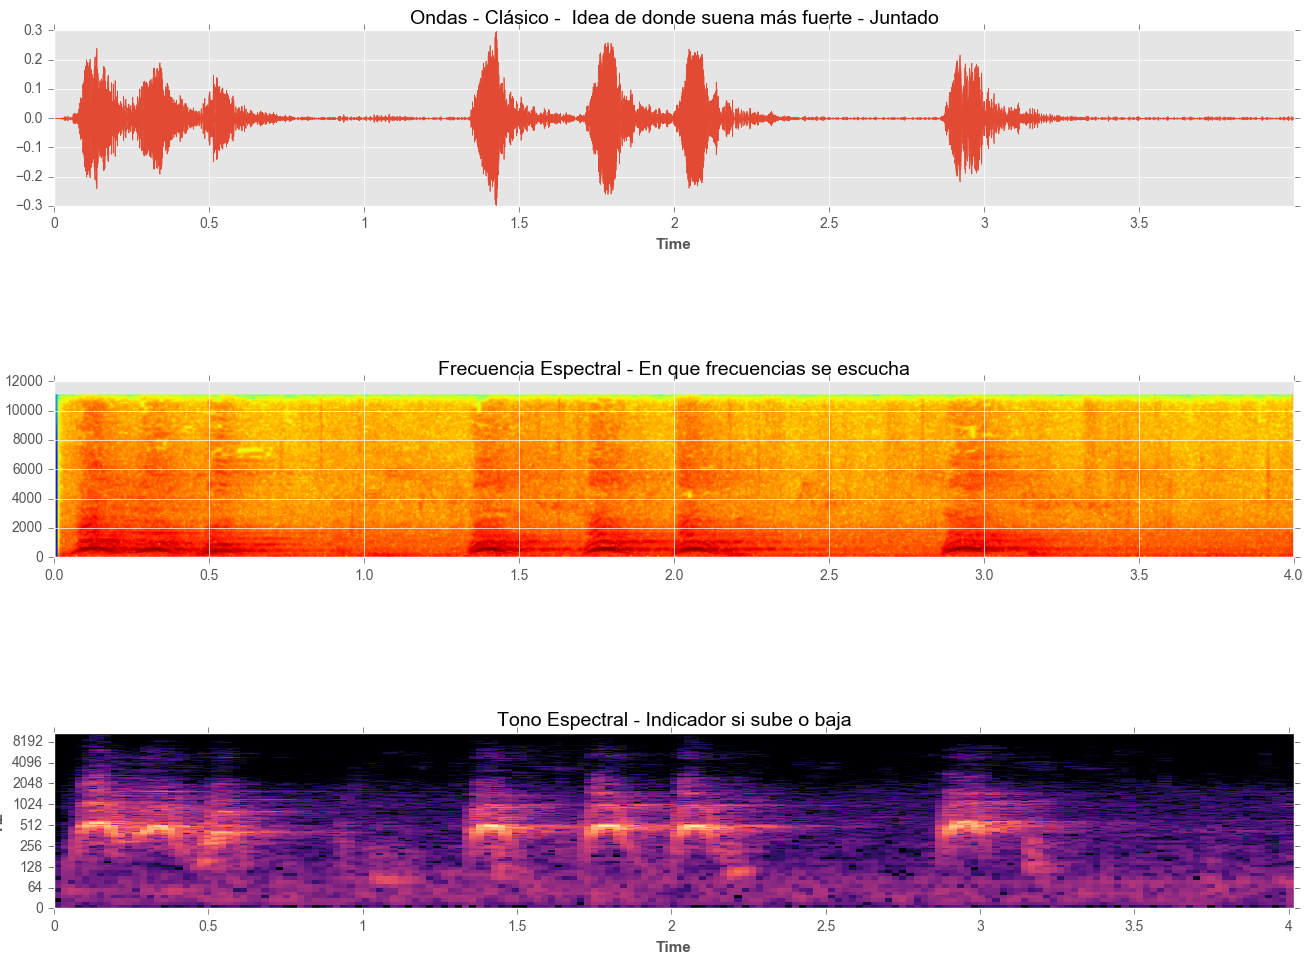 Ondas - Clásico -  Idea de donde suena más fuerte - Juntado
0.3
0.2
0.1
0.0
−0.1
−0.2
−0.3
0 0.5 1 1.5 2 2.5 3 3.5
Time
Frecuencia Espectral - En que frecuencias se escucha
12000
10000
8000
6000
4000
2000
0
0.0 0.5 1.0 1.5 2.0 2.5 3.0 3.5 4.0
Tono Espectral - Indicador si sube o baja
8192
4096
2048
1024
512
256
128
64
0
0 0.5 1 1.5 2 2.5 3 3.5 4
Time